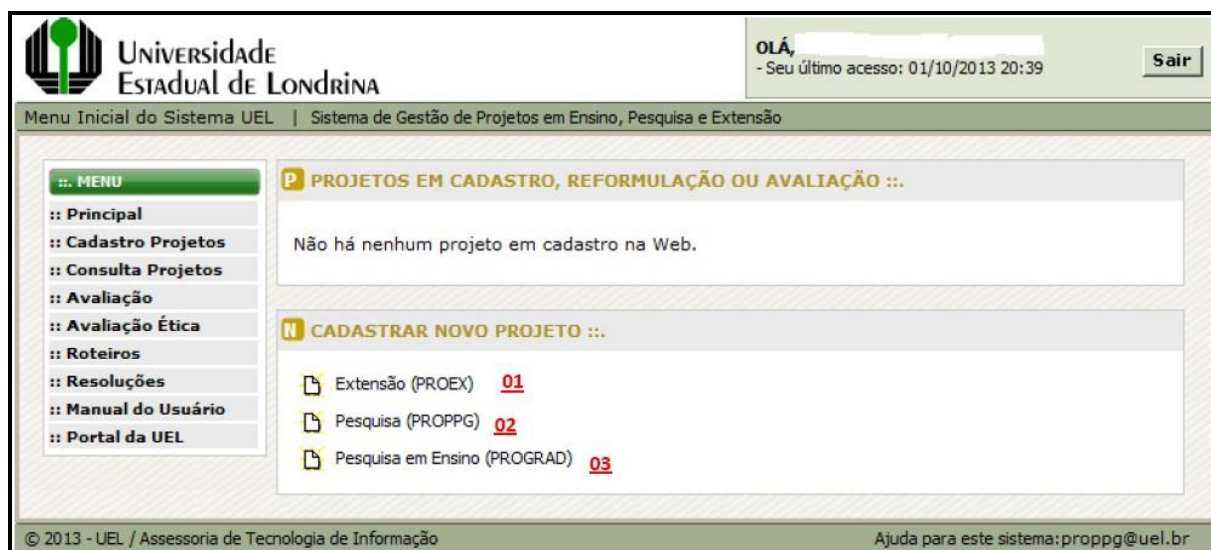 Universidade
Estadual de Londrina
OLÁ,
- Seu último acesso: 01/10/2013 20:39
Sair
Menu Inicial do Sistema UEL | Sistema de Gestão de Projetos em Ensino, Pesquisa e Extensão
::. MENU
:: Principal
:: Cadastro Projetos
:: Consulta Projetos
:: Avaliação
:: Avaliação Ética
:: Roteiros
:: Resoluções
:: Manual do Usuário
:: Portal da UEL
P PROJETOS EM CADASTRO, REFORMULAÇÃO OU AVALIAÇÃO ::.
Não há nenhum projeto em cadastro na Web.
N CADASTRAR NOVO PROJETO ::.
Extensão (PROEX) 01
Pesquisa (PROPPG) 02
Pesquisa em Ensino (PROGRAD) 03
© 2013 - UEL / Assessoria de Tecnologia de Informação
Ajuda para este sistema:proppg@uel.br